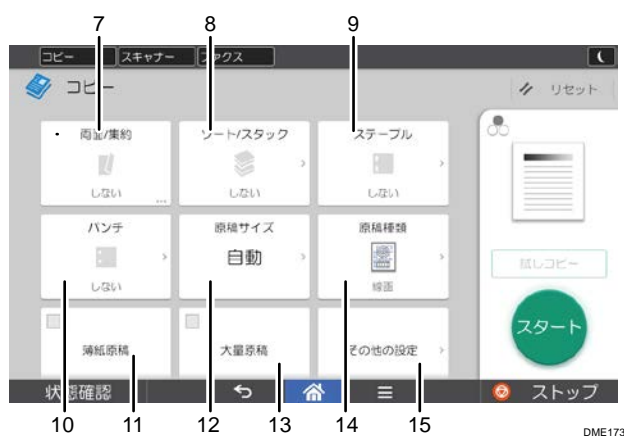 7 8 9
コピー スキャナー ファクス
コピー リセット
両面/集約 ソート/スタック ステープル
しない しない しない
パンチ 原稿サイズ 原稿種類
自動
しない 線画
試しコピー
スタート
薄紙原稿 大量原稿 その他の設定
状態確認 ストップ
10 11 12 13 14 15
DME173